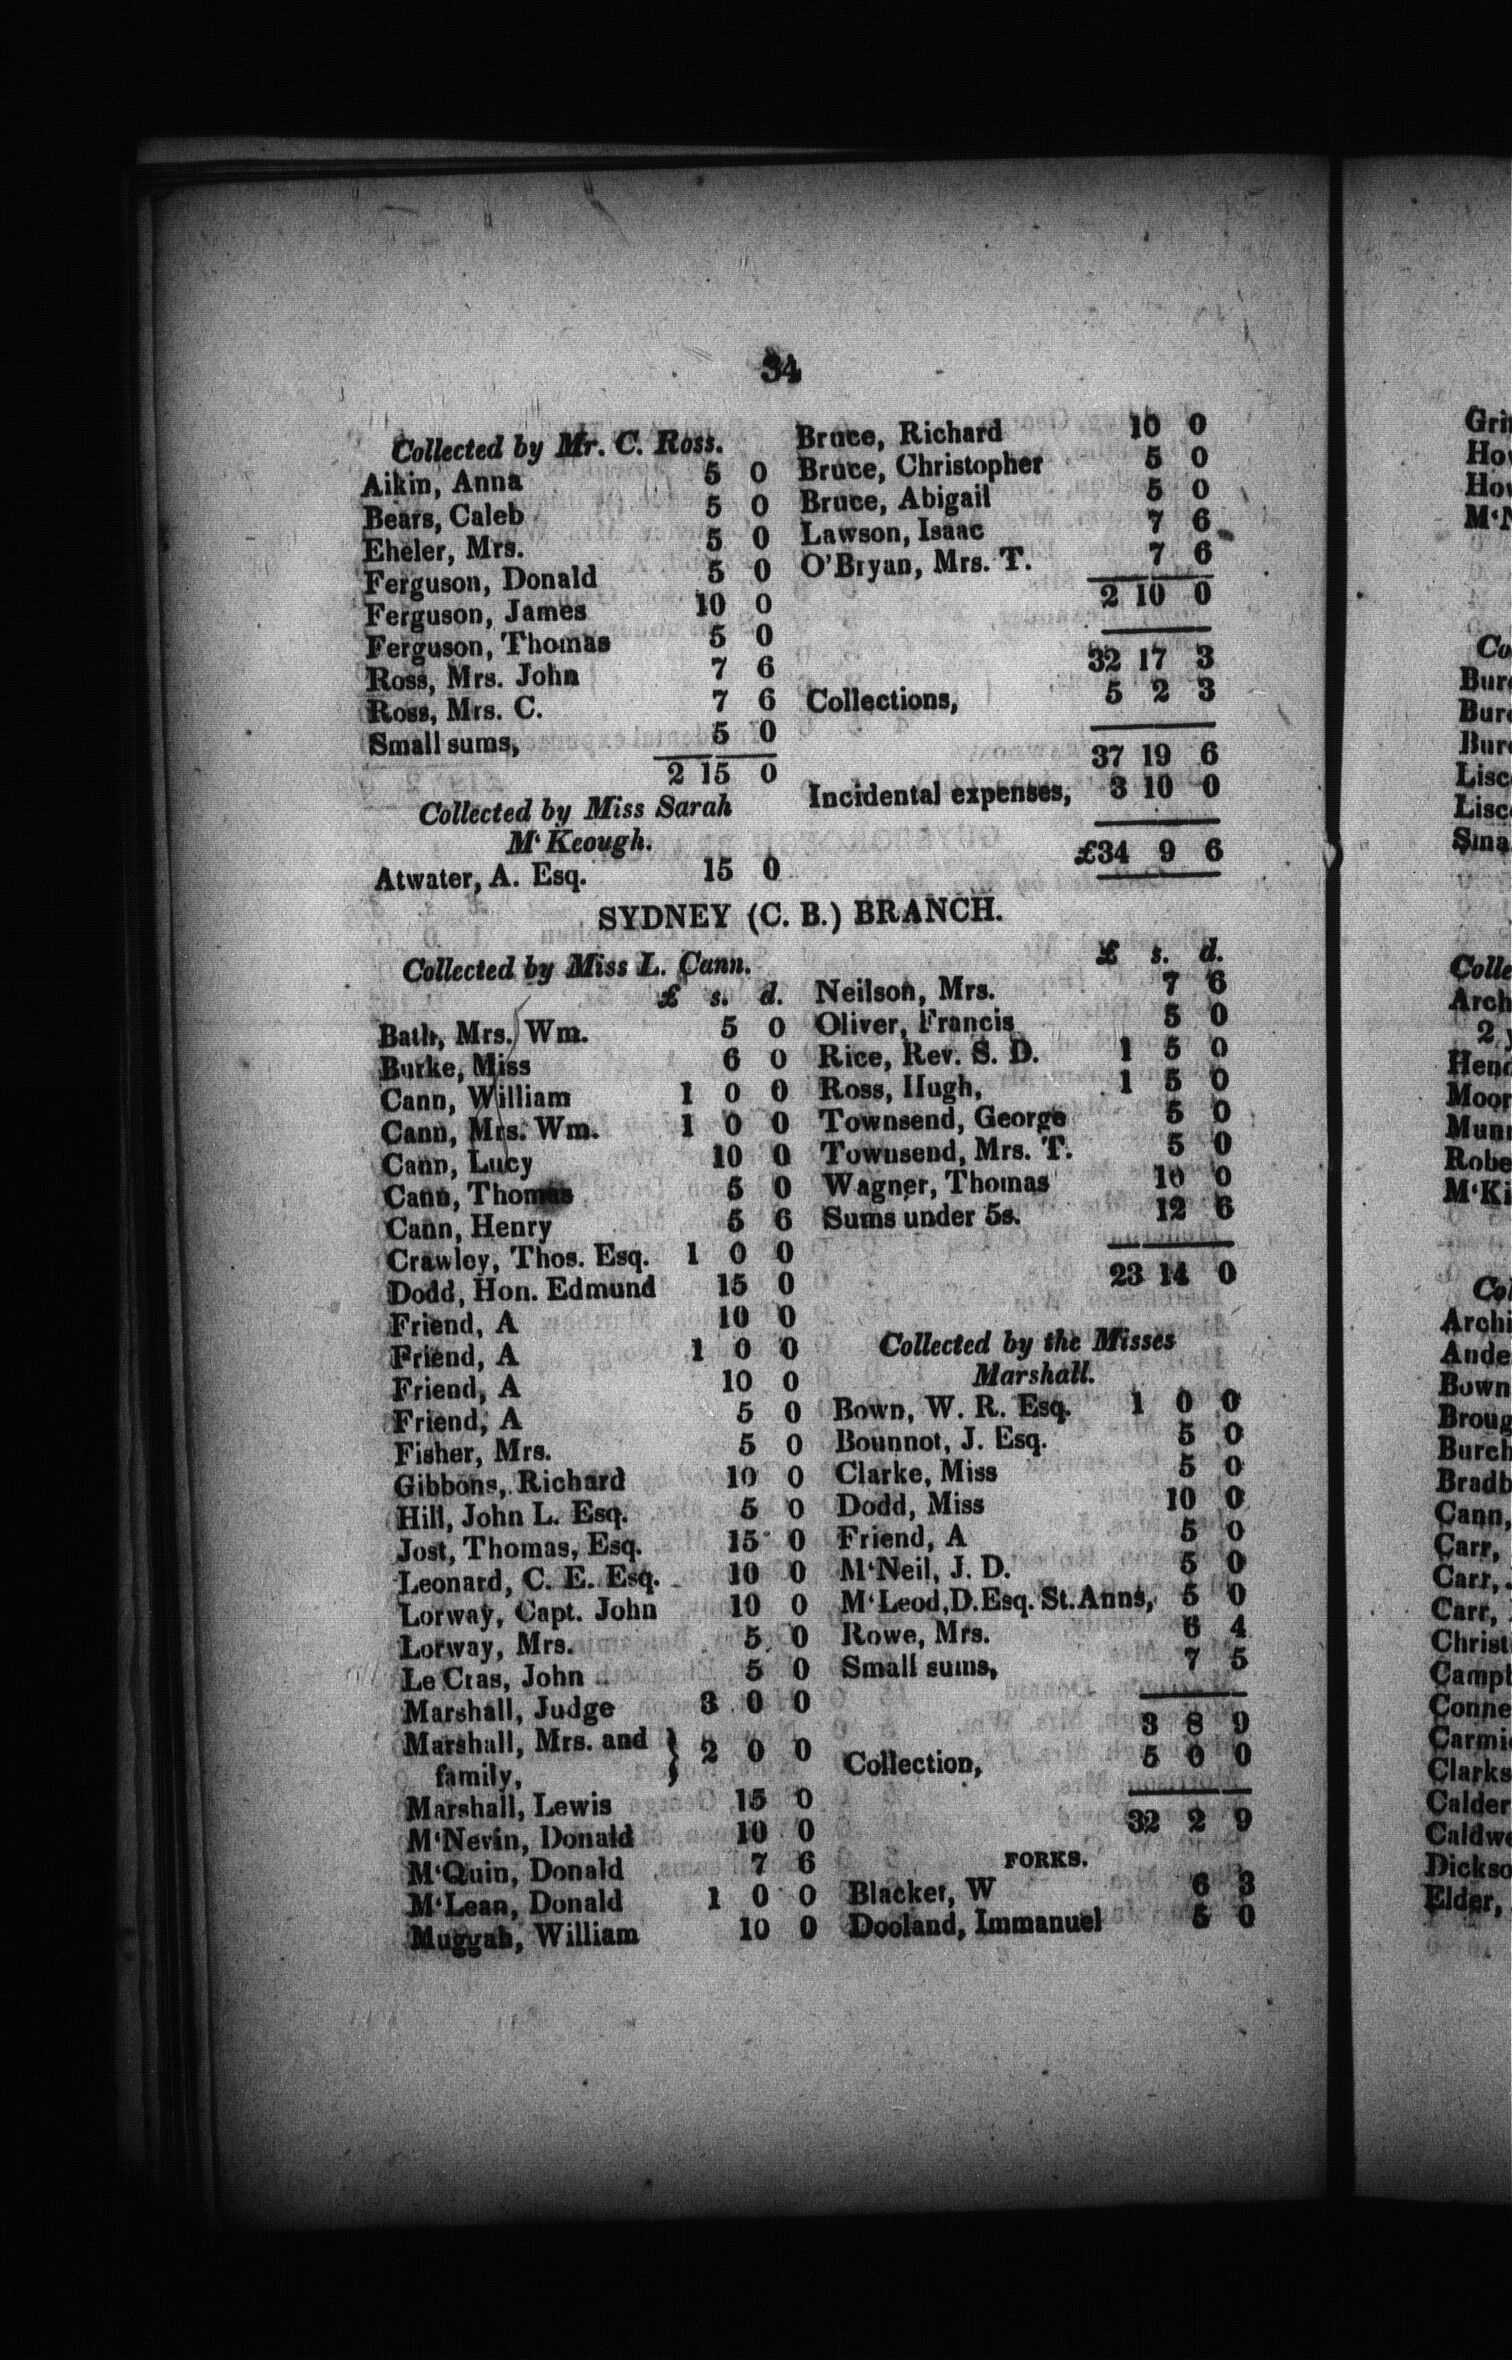 34
Collected by Mr. C. Ross.
Aikin, Anna 5 0
Bears, Caleb 5 0
Eheler, Mrs. 5 0
Ferguson, Donald 5 0
Ferguson, James 10 0
Ferguson, Thomas 5 0
Ross, Mrs. John 7 6
Ross, Mrs. C. 7 6
Small sums, 5 0
2 15 0
Collected by Miss Sarah
M'Keough.
Atwater, A. Esq. 15 0
Bruce, Richard 10 0
Bruce, Christopher 5 0
Bruce, Abigail 5 0
Lawson, Isaac 7 6
O'Bryan, Mrs. T. 7 6
2 10 0
32 17 3
Collections, 5 2 3
37 19 6
Incidental expenses, 3 10 0
£34 9 6
SYDNEY (C. B.) BRANCH.
Collected by Miss L. Cann.
£ s. d.
Bath, Mrs. Wm. 5 0
Burke, Miss 6 0
Cann, William 1 0 0
Cann, Mrs. Wm. 1 0 0
Cann, Lucy 10 0
Cann, Thomas 5 0
Cann, Henry 5 6
Crawley, Thos. Esq. 1 0 0
Dodd, Hon. Edmund 15 0
Friend, A 10 0
Friend, A 1 0 0
Friend, A 10 0
Friend, A 5 0
Fisher, Mrs. 5 0
Gibbons, Richard 10 0
Hill, John L. Esq. 5 0
Jost, Thomas, Esq. 15 0
Leonard, C. E. Esq. 10 0
Lorway, Capt. John 10 0
Lorway, Mrs. 5 0
Le Cras, John 5 0
Marshall, Judge 3 0 0
Marshall, Mrs. and } 2 0 0
family,
Marshall, Lewis 15 0
M'Nevin, Donald 10 0
M'Quin, Donald 7 6
M'Lean, Donald 1 0 0
Muggah, William 10 0
£ s. d.
Neilson, Mrs. 7 6
Oliver, Francis 5 0
Rice, Rev. S. D. 1 5 0
Ross, Hugh, 1 5 0
Townsend, George 5 0
Townsend, Mrs. T. 5 0
Wagner, Thomas 10 0
Sums under 5s. 12 6
23 14 0
Collected by the Misses
Marshall.
Bown, W. R. Esq. 1 0 0
Bounnot, J. Esq. 5 0
Clarke, Miss 5 0
Dodd, Miss 10 0
Friend, A 5 0
M'Neil, J. D. 5 0
M'Leod, D. Esq. St. Anns, 5 0
Rowe, Mrs. 6 4
Small sums, 7 5
3 8 9
Collection, 5 0 0
32 2 9
FORKS.
Blacker, W 6 3
Dooland, Immanuel 5 0